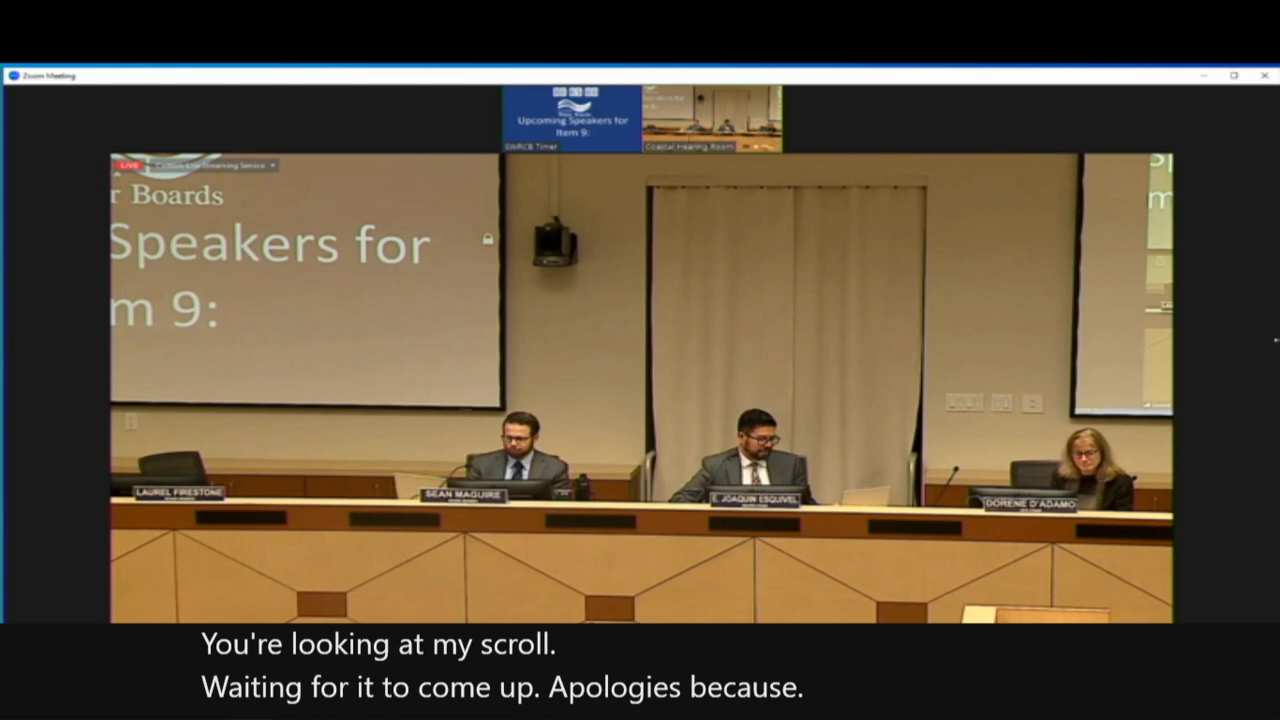 Zoom Meeting
Upcoming Speakers for
Item 9:
SWRCB Timer
Coastal Hearing Room
LIVE
r Boards
Speakers for
m 9:
Sp
m
LAUREL FIRESTONE
SEAN MAGUIRE
E. JOAQUIN ESQUIVEL
DORENE D'ADAMO
You're looking at my scroll.
Waiting for it to come up. Apologies because.